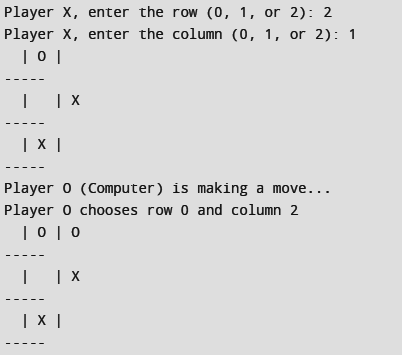 Player X, enter the row (0, 1, or 2): 2
Player X, enter the column (0, 1, or 2): 1
  | O |
-----
  |   | X
-----
  | X |
-----
Player O (Computer) is making a move...
Player O chooses row 0 and column 2
  | O | O
-----
  |   | X
-----
  | X |
-----